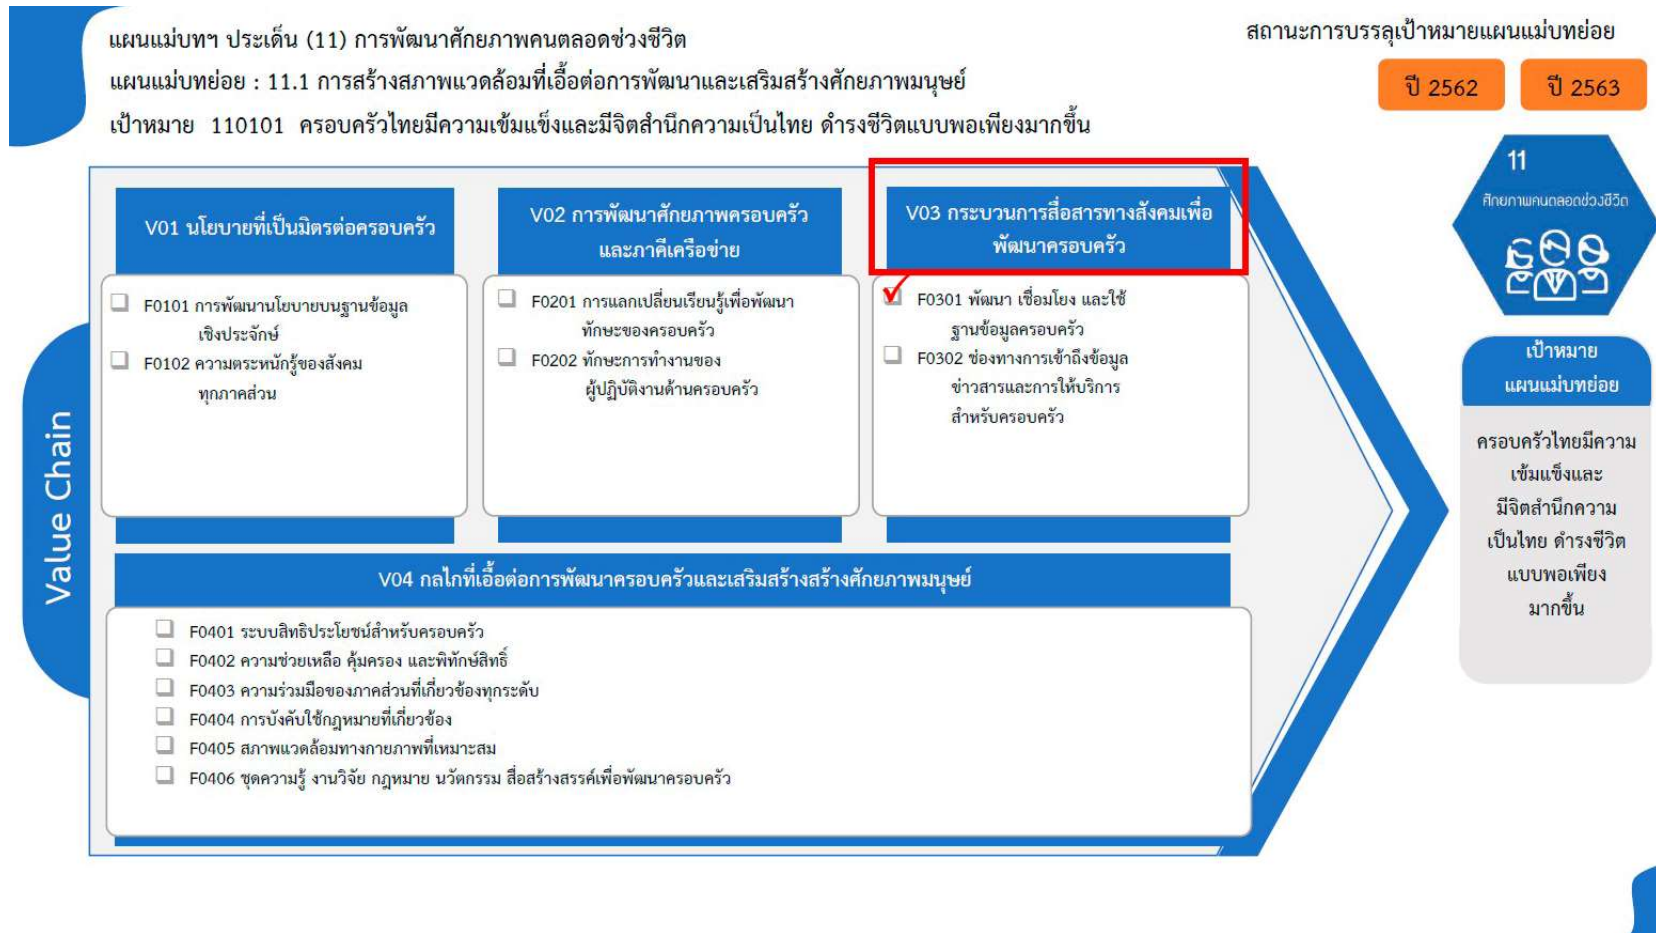 แผนแม่บทฯ ประเด็น (11) การพัฒนาศักยภาพคนตลอดช่วงชีวิต
แผนแม่บทย่อย : 11.1 การสร้างสภาพแวดล้อมที่เอื้อต่อการพัฒนาและเสริมสร้างศักยภาพมนุษย์
เป้าหมาย 110101 ครอบครัวไทยมีความเข้มแข็งและมีจิตสำนึกความเป็นไทย ดำรงชีวิตแบบพอเพียงมากขึ้น
สถานะการบรรลุเป้าหมายแผนแม่บทย่อย
ปี 2562
ปี 2563
Value Chain
V01 นโยบายที่เป็นมิตรต่อครอบครัว
F0101 การพัฒนานโยบายบนฐานข้อมูล
เชิงประจักษ์
F0102 ความตระหนักรู้ของสังคม
ทุกภาคส่วน
V02 การพัฒนาศักยภาพครอบครัว
และภาคีเครือข่าย
F0201 การแลกเปลี่ยนเรียนรู้เพื่อพัฒนา
ทักษะของครอบครัว
F0202 ทักษะการทำงานของ
ผู้ปฏิบัติงานด้านครอบครัว
V03 กระบวนการสื่อสารทางสังคมเพื่อ
พัฒนาครอบครัว
F0301 พัฒนา เชื่อมโยง และใช้
ฐานข้อมูลครอบครัว
F0302 ช่องทางการเข้าถึงข้อมูล
ข่าวสารและการให้บริการ
สำหรับครอบครัว
V04 กลไกที่เอื้อต่อการพัฒนาครอบครัวและเสริมสร้างสร้างศักยภาพมนุษย์
F0401 ระบบสิทธิประโยชน์สำหรับครอบครัว
F0402 ความช่วยเหลือ คุ้มครอง และพิทักษ์สิทธิ์
F0403 ความร่วมมือของภาคส่วนที่เกี่ยวข้องทุกระดับ
F0404 การบังคับใช้กฎหมายที่เกี่ยวข้อง
F0405 สภาพแวดล้อมทางกายภาพที่เหมาะสม
F0406 ชุดความรู้ งานวิจัย กฎหมาย นวัตกรรม สื่อสร้างสรรค์เพื่อพัฒนาครอบครัว
11
ศักยภาพคนตลอดช่วงชีวิต
เป้าหมาย
แผนแม่บทย่อย
ครอบครัวไทยมีความ
เข้มแข็งและ
มีจิตสำนึกความ
เป็นไทย ดำรงชีวิต
แบบพอเพียง
มากขึ้น